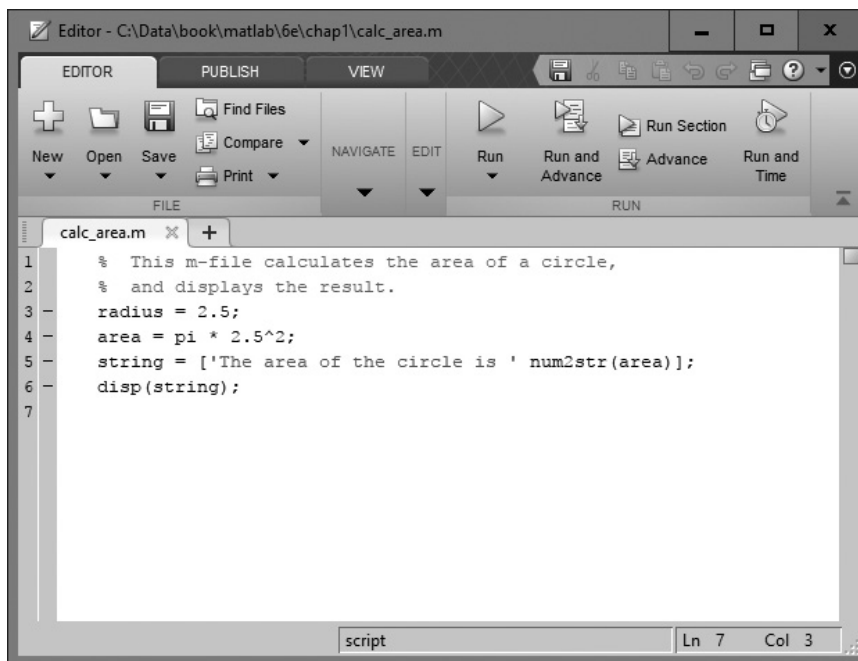 Editor - C:\Data\book\matlab\6e\chap1\calc_area.m
EDITOR PUBLISH VIEW
New
Open
Save
Find Files
Compare
Print
FILE
NAVIGATE
EDIT
Run
Run and
Advance
Run Section
Advance
Run and
Time
RUN
calc_area.m
1 % This m-file calculates the area of a circle,
2 % and displays the result.
3 - radius = 2.5;
4 - area = pi * 2.5^2;
5 - string = ['The area of the circle is ' num2str(area)];
6 - disp(string);
7
script Ln 7 Col 3